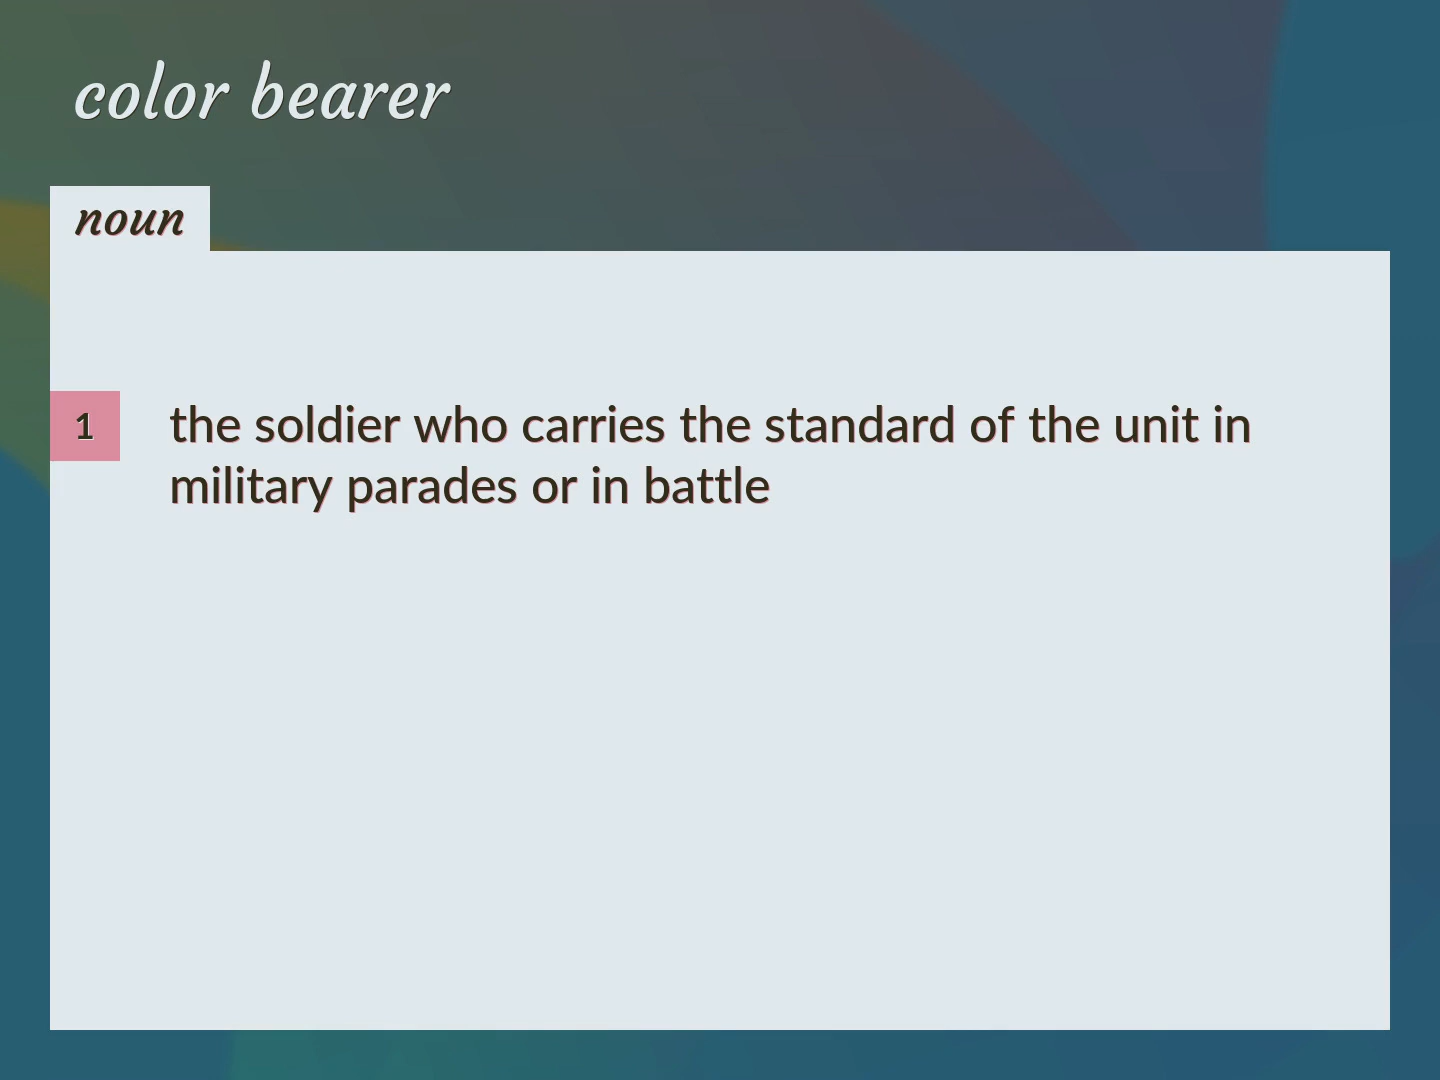 color bearer
noun
1
the soldier who carries the standard of the unit in
military parades or in battle